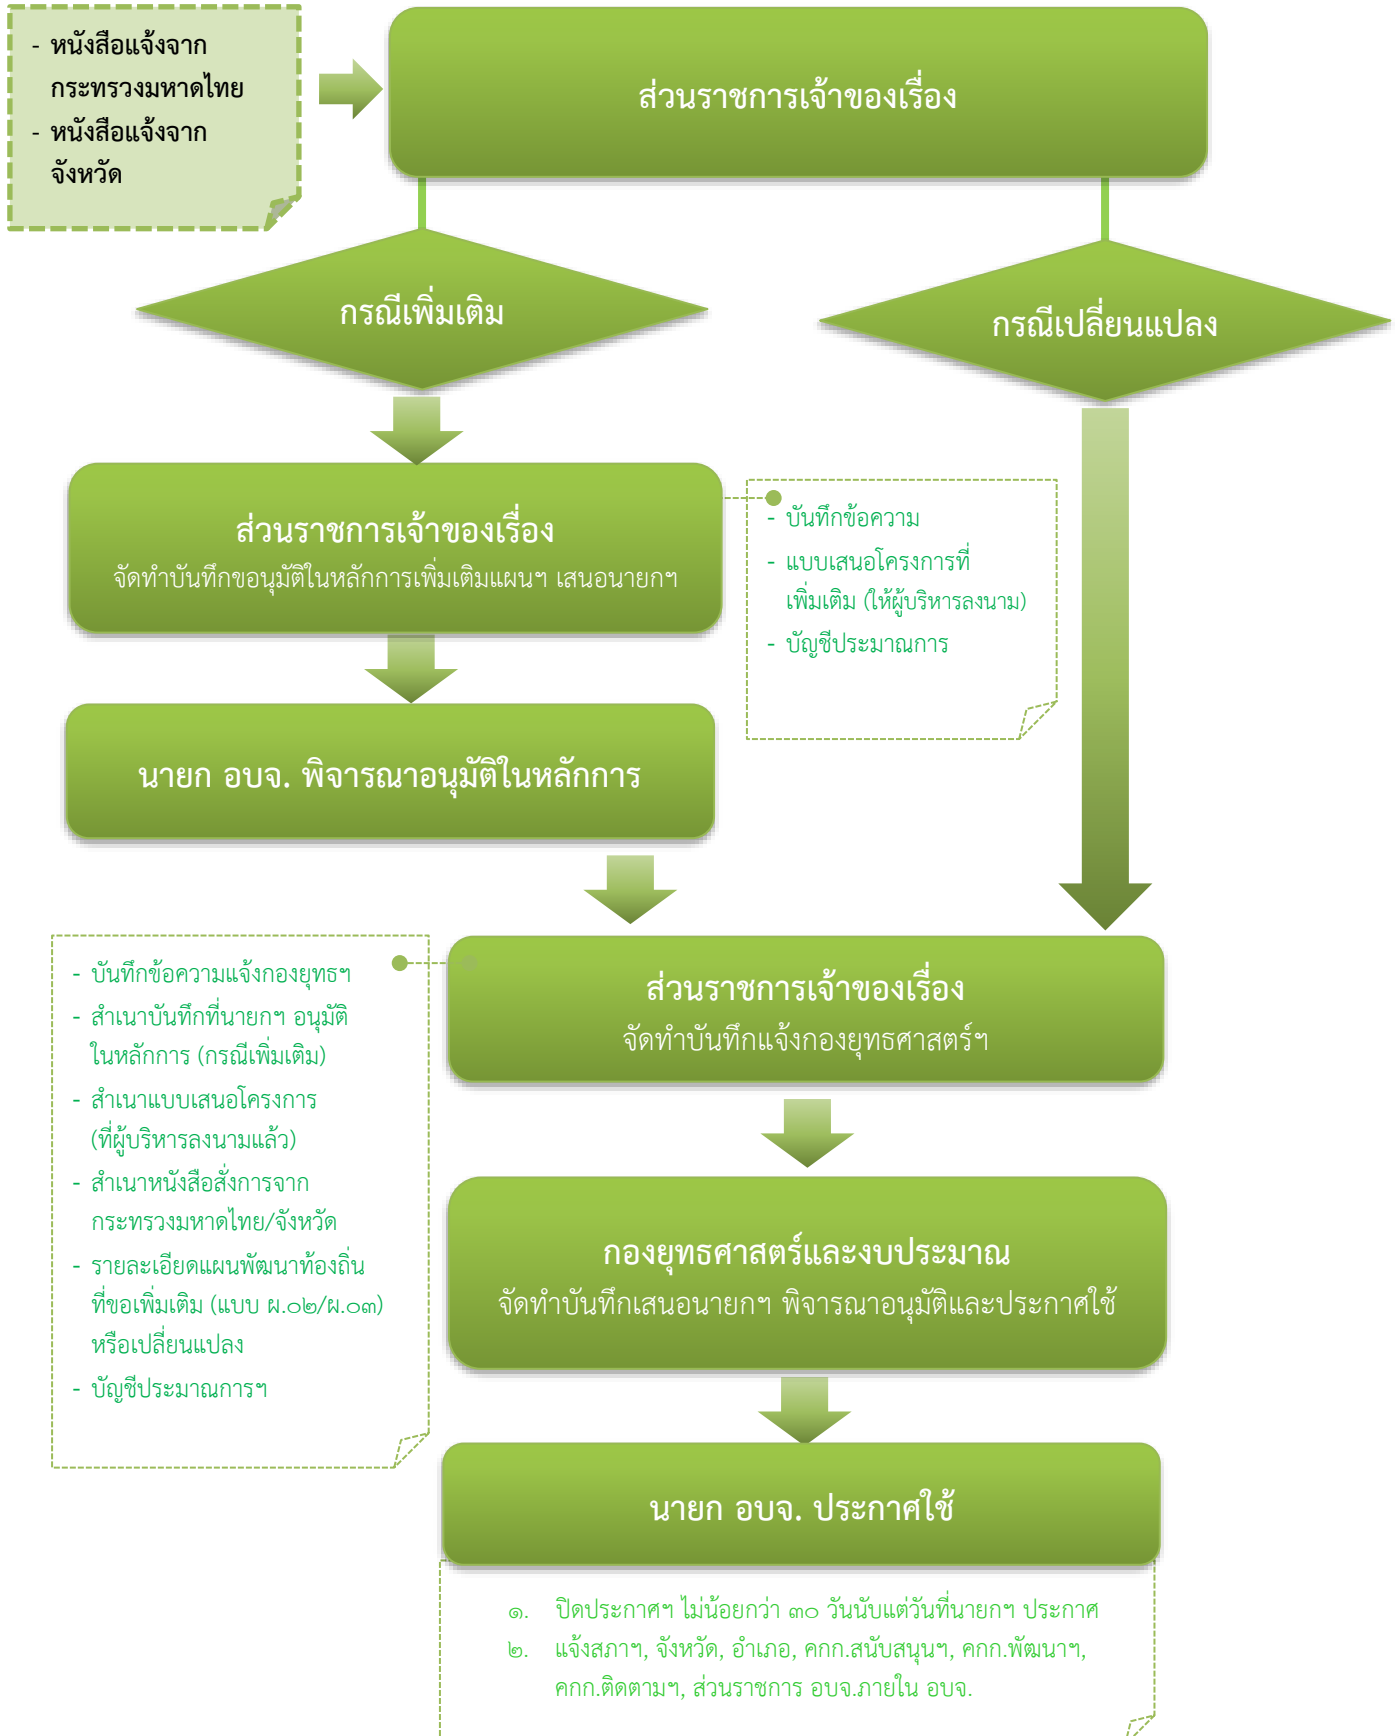 - หนังสือแจ้งจาก
กระทรวงมหาดไทย
- หนังสือแจ้งจาก
จังหวัด
ส่วนราชการเจ้าของเรื่อง
กรณีเพิ่มเติม
กรณีเปลี่ยนแปลง
ส่วนราชการเจ้าของเรื่อง
จัดทำบันทึกขอนุมัติในหลักการเพิ่มเติมแผนฯ เสนอนายกฯ
- บันทึกข้อความ
- แบบเสนอโครงการที่
เพิ่มเติม (ให้ผู้บริหารลงนาม)
- บัญชีประมาณการ
นายก อบจ. พิจารณาอนุมัติในหลักการ
- บันทึกข้อความแจ้งกองยุทธฯ
- สำเนาบันทึกที่นายกฯ อนุมัติ
ในหลักการ (กรณีเพิ่มเติม)
- สำเนาแบบเสนอโครงการ
(ที่ผู้บริหารลงนามแล้ว)
- สำเนาหนังสือสั่งการจาก
กระทรวงมหาดไทย/จังหวัด
- รายละเอียดแผนพัฒนาท้องถิ่น
ที่ขอเพิ่มเติม (แบบ ผ.๐๒/ผ.๐๓)
หรือเปลี่ยนแปลง
- บัญชีประมาณการฯ
ส่วนราชการเจ้าของเรื่อง
จัดทำบันทึกแจ้งกองยุทธศาสตร์ฯ
กองยุทธศาสตร์และงบประมาณ
จัดทำบันทึกเสนอนายกฯ พิจารณาอนุมัติและประกาศใช้
นายก อบจ. ประกาศใช้
๑. ปิดประกาศฯ ไม่น้อยกว่า ๓๐ วันนับแต่วันที่นายกฯ ประกาศ
๒. แจ้งสภาฯ, จังหวัด, อำเภอ, คกก.สนับสนุนฯ, คกก.พัฒนาฯ,
คกก.ติดตามฯ, ส่วนราชการ อบจ.ภายใน อบจ.